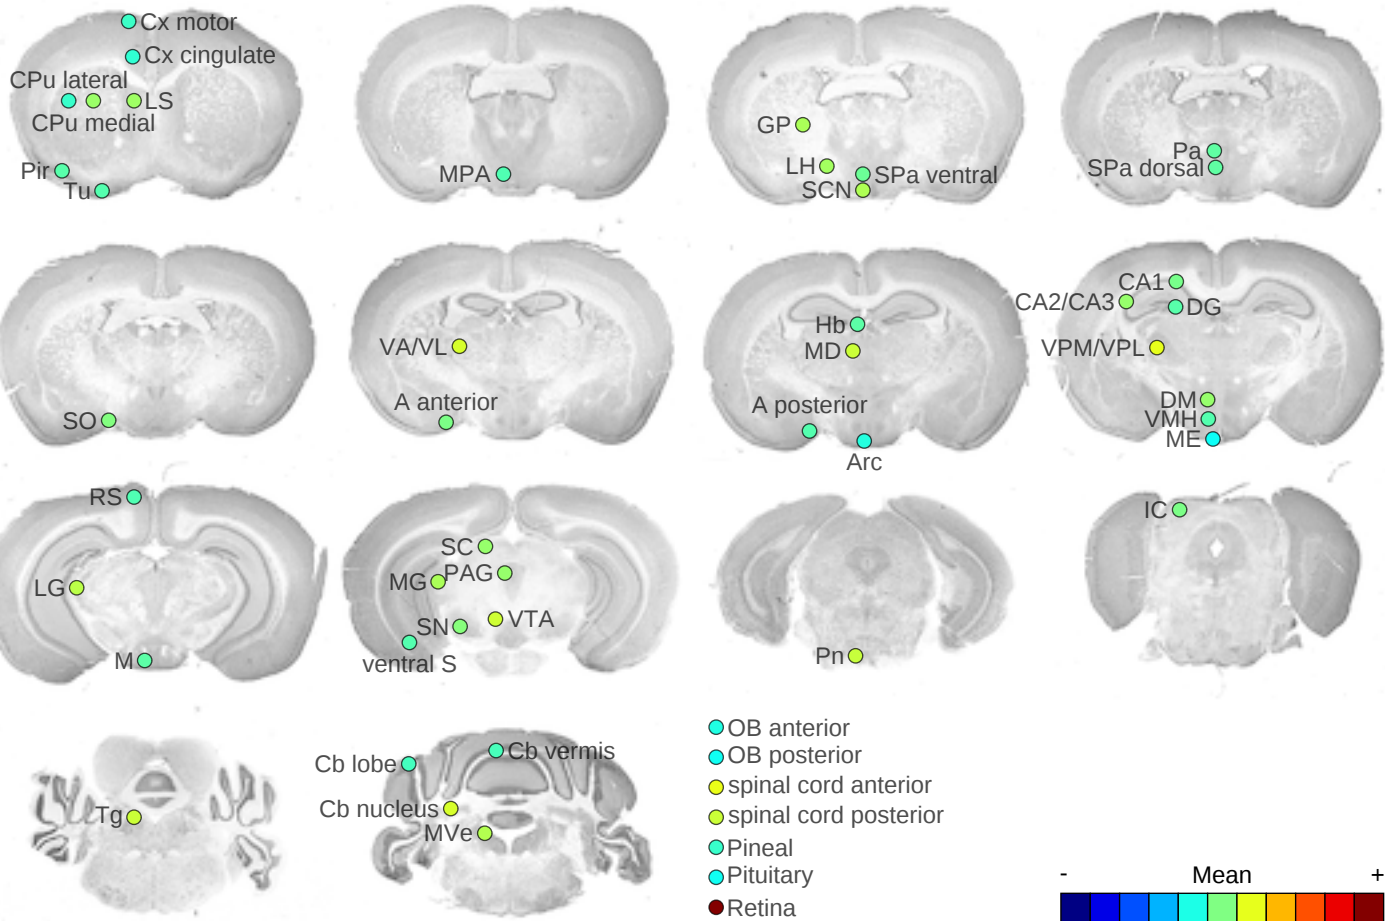 Cx motor
Cx cingulate
CPu lateral
LS
CPu medial
Pir
Tu
MPA
GP
LH
SPa ventral
SCN
Pa
SPa dorsal
SO
VA/VL
A anterior
Hb
MD
A posterior
Arc
CA1
CA2/CA3
DG
VPM/VPL
DM
VMH
ME
RS
LG
M
SC
MG
PAG
SN
VTA
ventral S
Pn
IC
Tg
Cb lobe
Cb vermis
Cb nucleus
MVe
OB anterior
OB posterior
spinal cord anterior
spinal cord posterior
Pineal
Pituitary
Retina
- Mean +